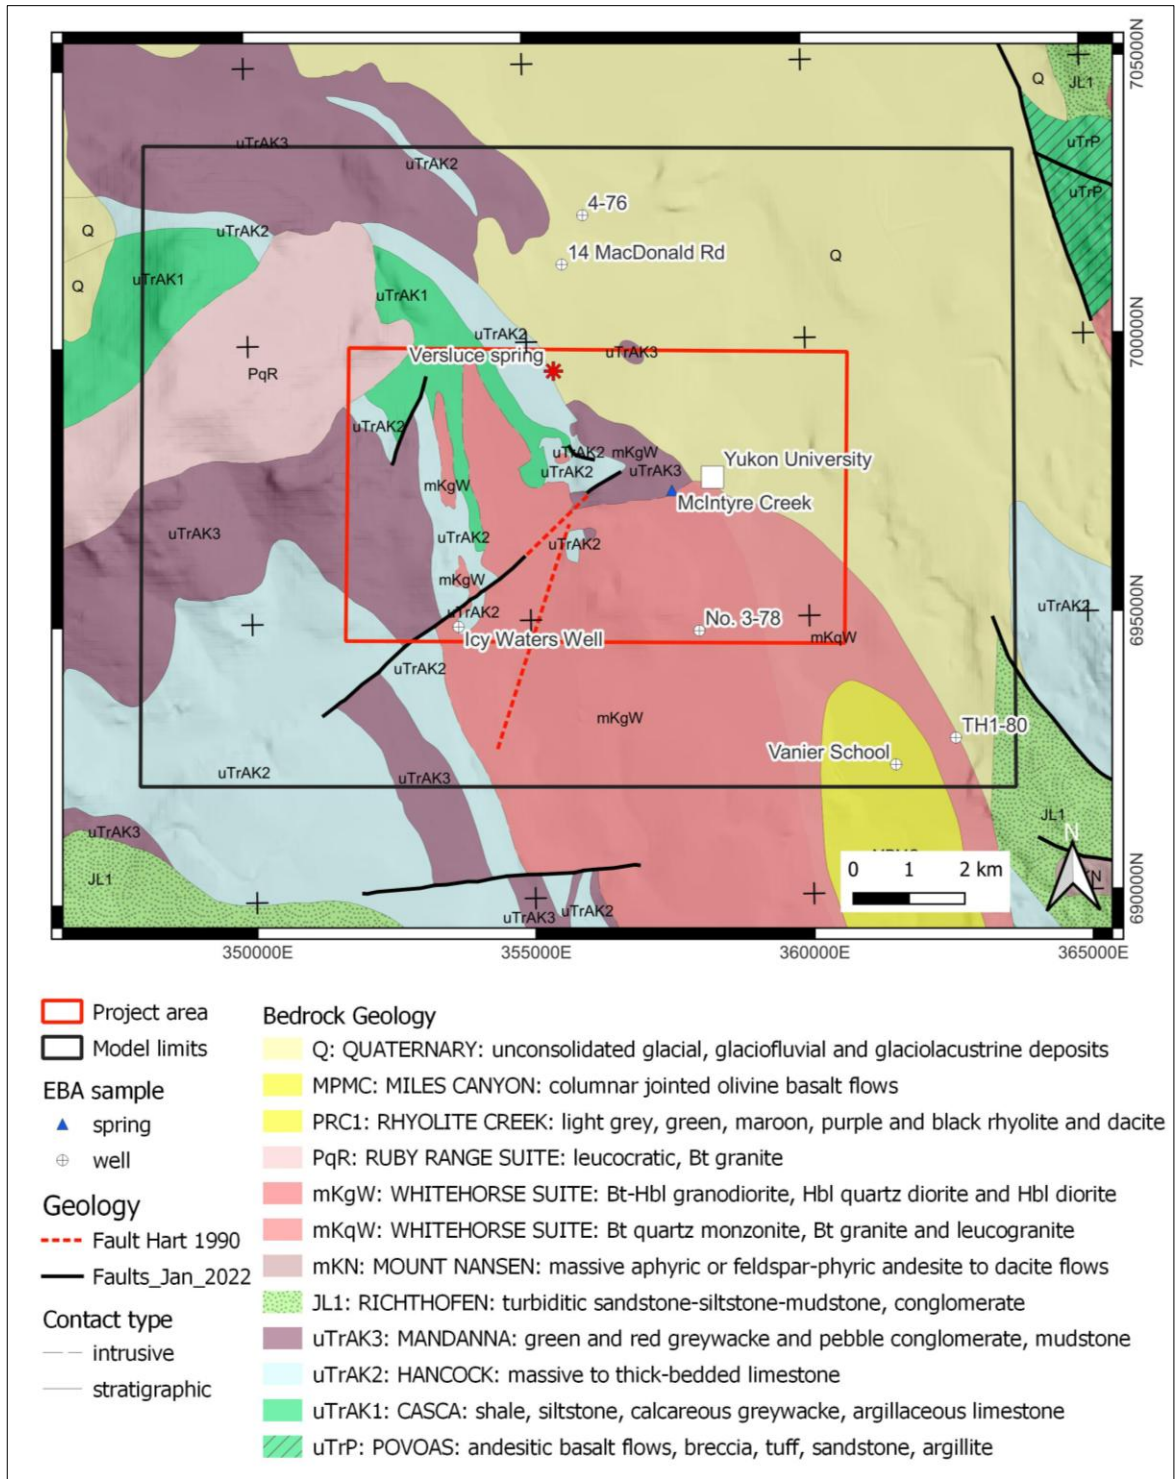 705000N
JL1
Q
uTrAK3
uTrAK2
uTrP
uTrP
4-76
Q
uTrAK2
14 MacDonald Rd
Q
Q
uTrAK1
uTrAK1
700000N
uTrAK2
Versluce spring
uTrAK3
PqR
uTrAK2
uTrAK2
mKgW
Yukon University
uTrAK2
uTrAK3
mKgW
McIntyre Creek
uTrAK3
uTrAK2
uTrAK2
mKgW
uTrAK2
No. 3-78
uTrAK2
695000N
Icy Waters Well
mKqW
uTrAK2
mKgW
TH1-80
Vanier School
uTrAK2
uTrAK3
JL1
uTrAK3
N
JL1
0 1 2 km
KN
690000N
uTrAK3
uTrAK2
350000E 355000E 360000E 365000E
Project area
Model limits
EBA sample
spring
well
Geology
Fault Hart 1990
Faults_Jan_2022
Contact type
intrusive
stratigraphic
Bedrock Geology
Q: QUATERNARY: unconsolidated glacial, glaciofluvial and glaciolacustrine deposits
MPMC: MILES CANYON: columnar jointed olivine basalt flows
PRC1: RHYOLITE CREEK: light grey, green, maroon, purple and black rhyolite and dacite
PqR: RUBY RANGE SUITE: leucocratic, Bt granite
mKgW: WHITEHORSE SUITE: Bt-Hbl granodiorite, Hbl quartz diorite and Hbl diorite
mKqW: WHITEHORSE SUITE: Bt quartz monzonite, Bt granite and leucogranite
mKN: MOUNT NANSEN: massive aphyric or feldspar-phyric andesite to dacite flows
JL1: RICHTHOFEN: turbiditic sandstone-siltstone-mudstone, conglomerate
uTrAK3: MANDANNA: green and red greywacke and pebble conglomerate, mudstone
uTrAK2: HANCOCK: massive to thick-bedded limestone
uTrAK1: CASCA: shale, siltstone, calcareous greywacke, argillaceous limestone
uTrP: POVOAS: andesitic basalt flows, breccia, tuff, sandstone, argillite